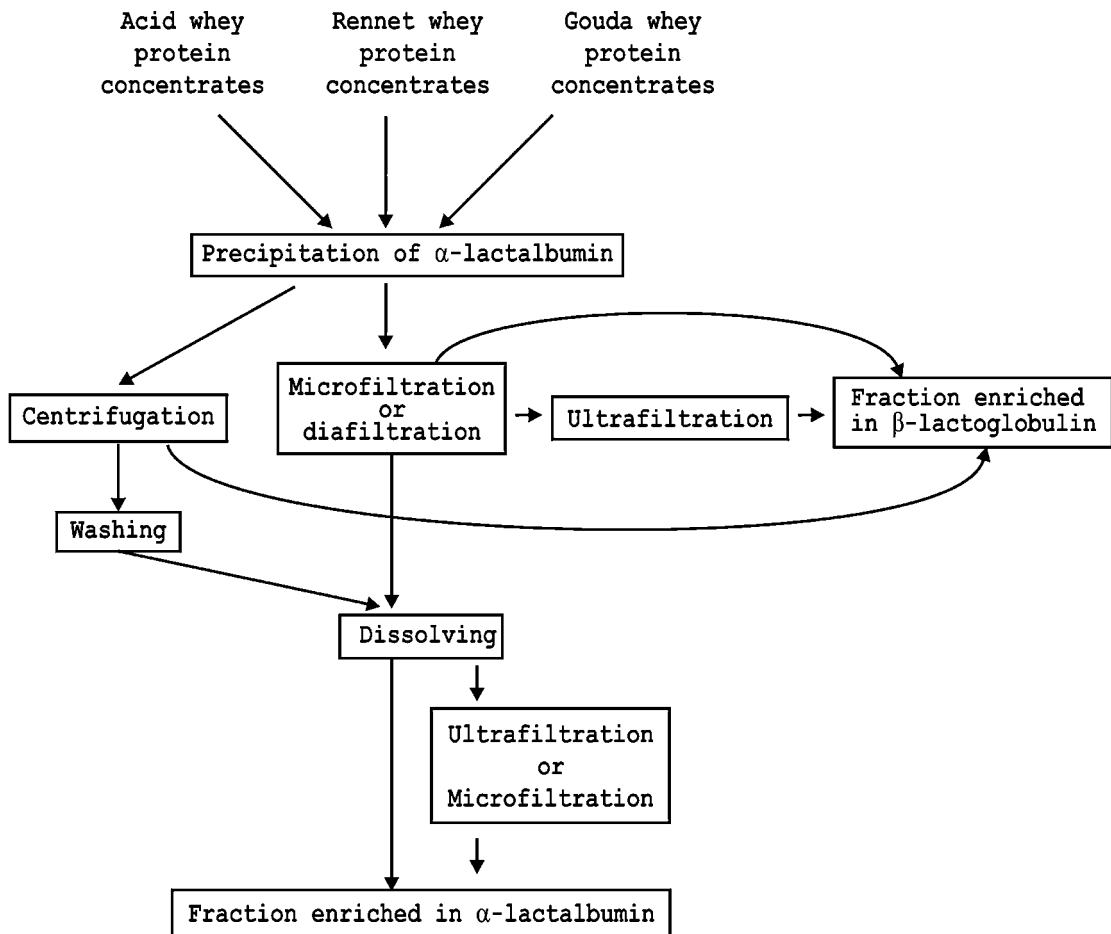 Acid whey
protein
concentrates
Rennet whey
protein
concentrates
Gouda whey
protein
concentrates
Precipitation of α-lactalbumin
Centrifugation
Microfiltration
or
diafiltration
Ultrafiltration
Fraction enriched
in β-lactoglobulin
Washing
Dissolving
Ultrafiltration
or
Microfiltration
Fraction enriched in α-lactalbumin